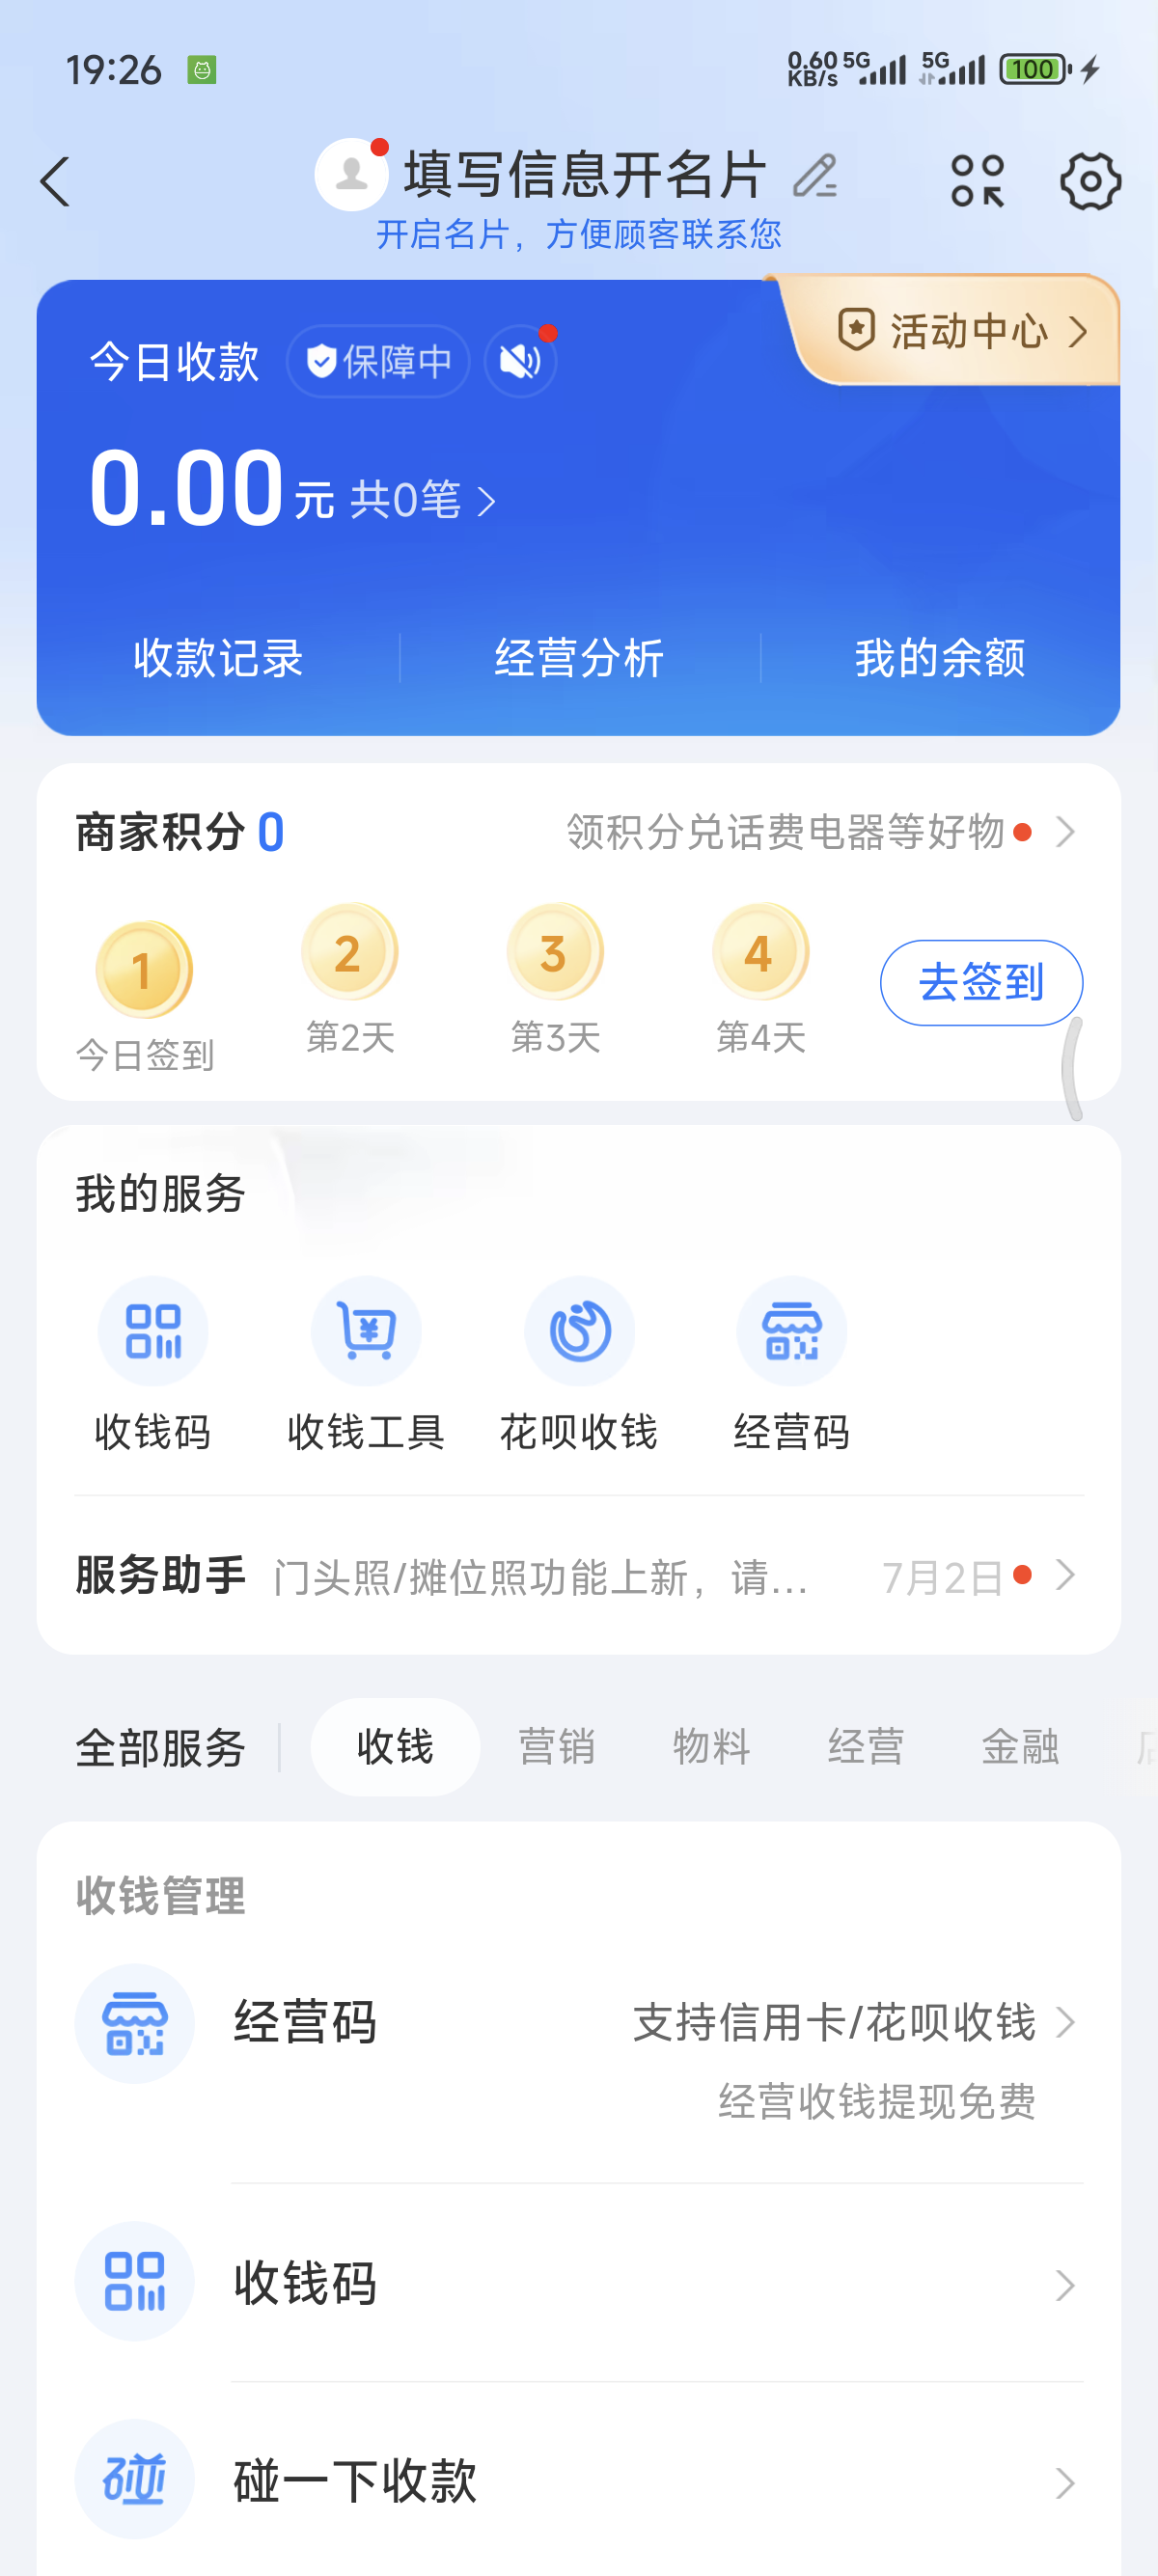 19:26
0.60 KB/s 5G 5G 100
填写信息开名片
开启名片，方便顾客联系您
今日收款 保障中
活动中心
0.00元 共0笔
收款记录 经营分析 我的余额
商家积分 0 领积分兑话费电器等好物
1 2 3 4
今日签到 第2天 第3天 第4天
去签到
我的服务
收钱码 收钱工具 花呗收钱 经营码
服务助手 门头照/摊位照功能上新，请... 7月2日
全部服务 收钱 营销 物料 经营 金融
收钱管理
经营码 支持信用卡/花呗收钱
经营收钱提现免费
收钱码
碰 碰一下收款